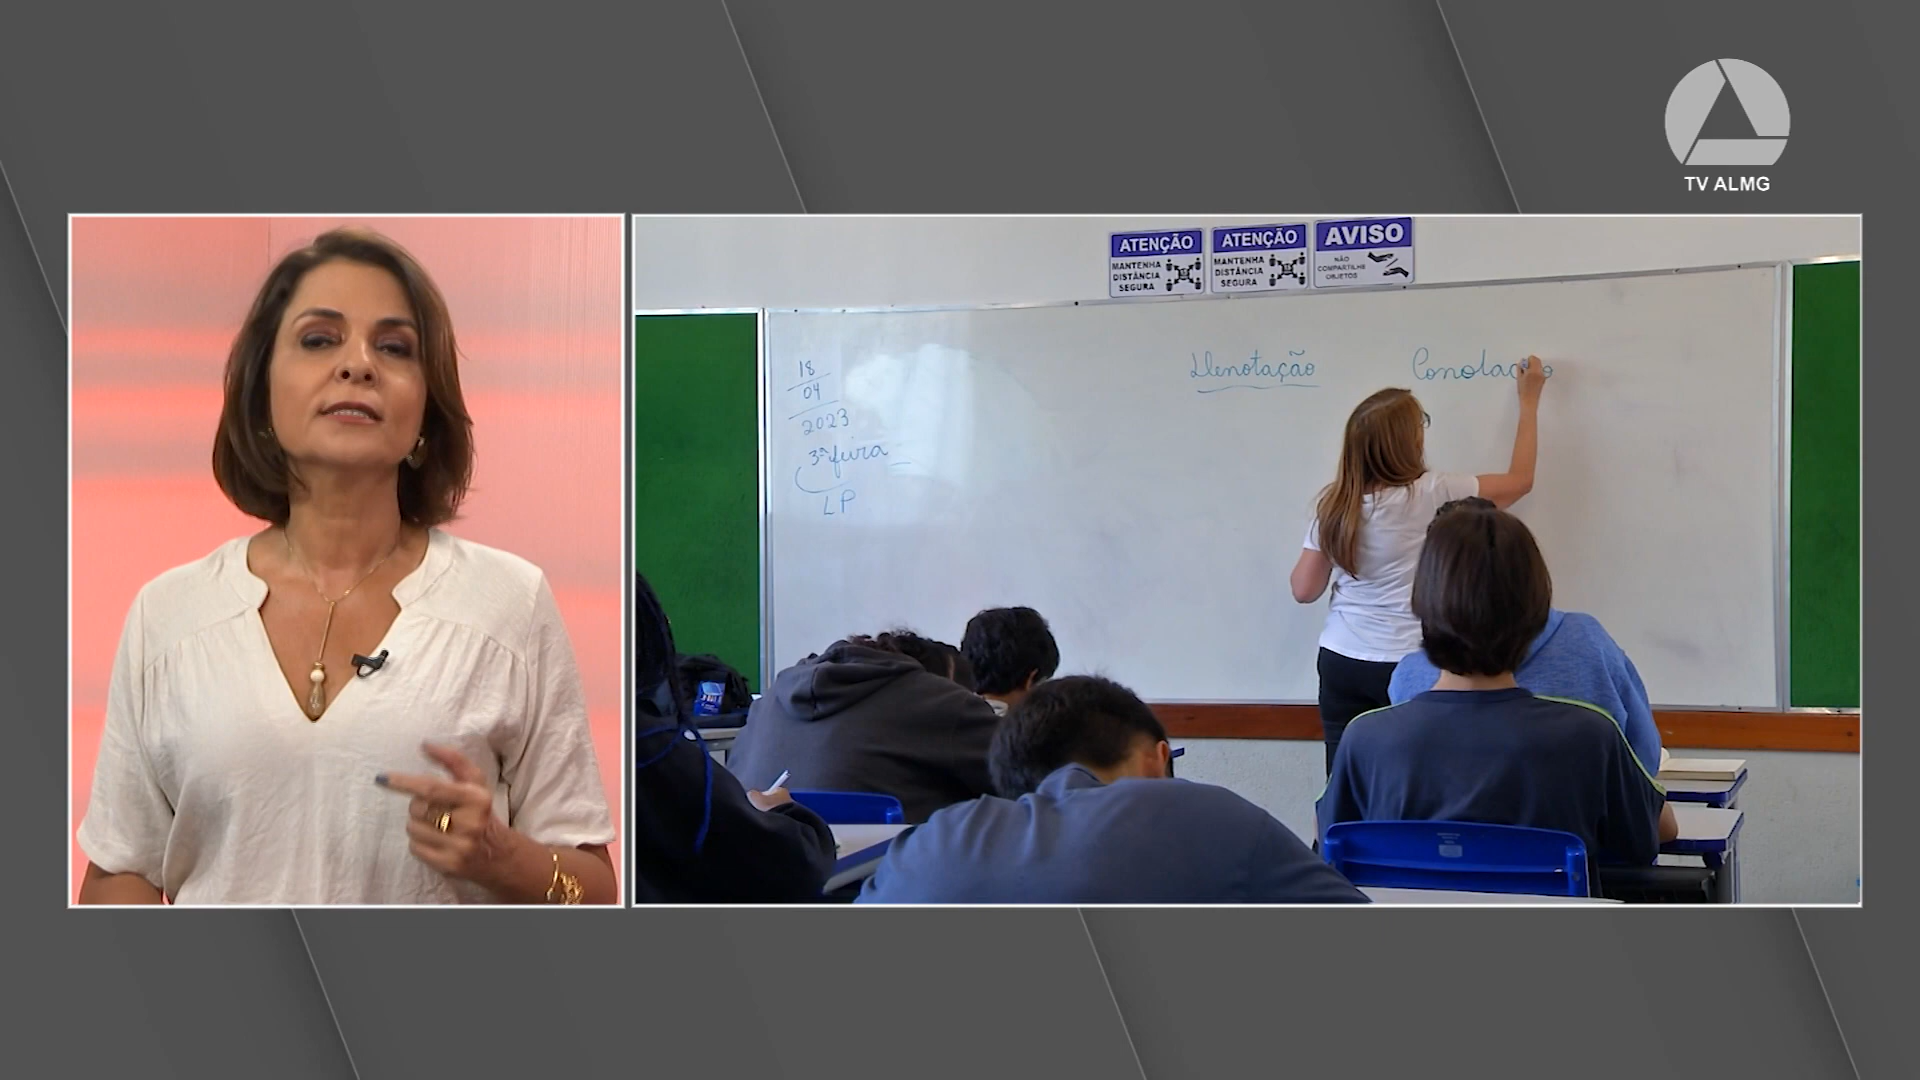 TV ALMG
ATENÇÃO
MANTENHA
DISTÂNCIA
SEGURA
ATENÇÃO
MANTENHA
DISTÂNCIA
SEGURA
AVISO
NÃO
COMPARTILHE
OBJETOS
Denotação Conotação
18
04
2023
3ª feira
LP